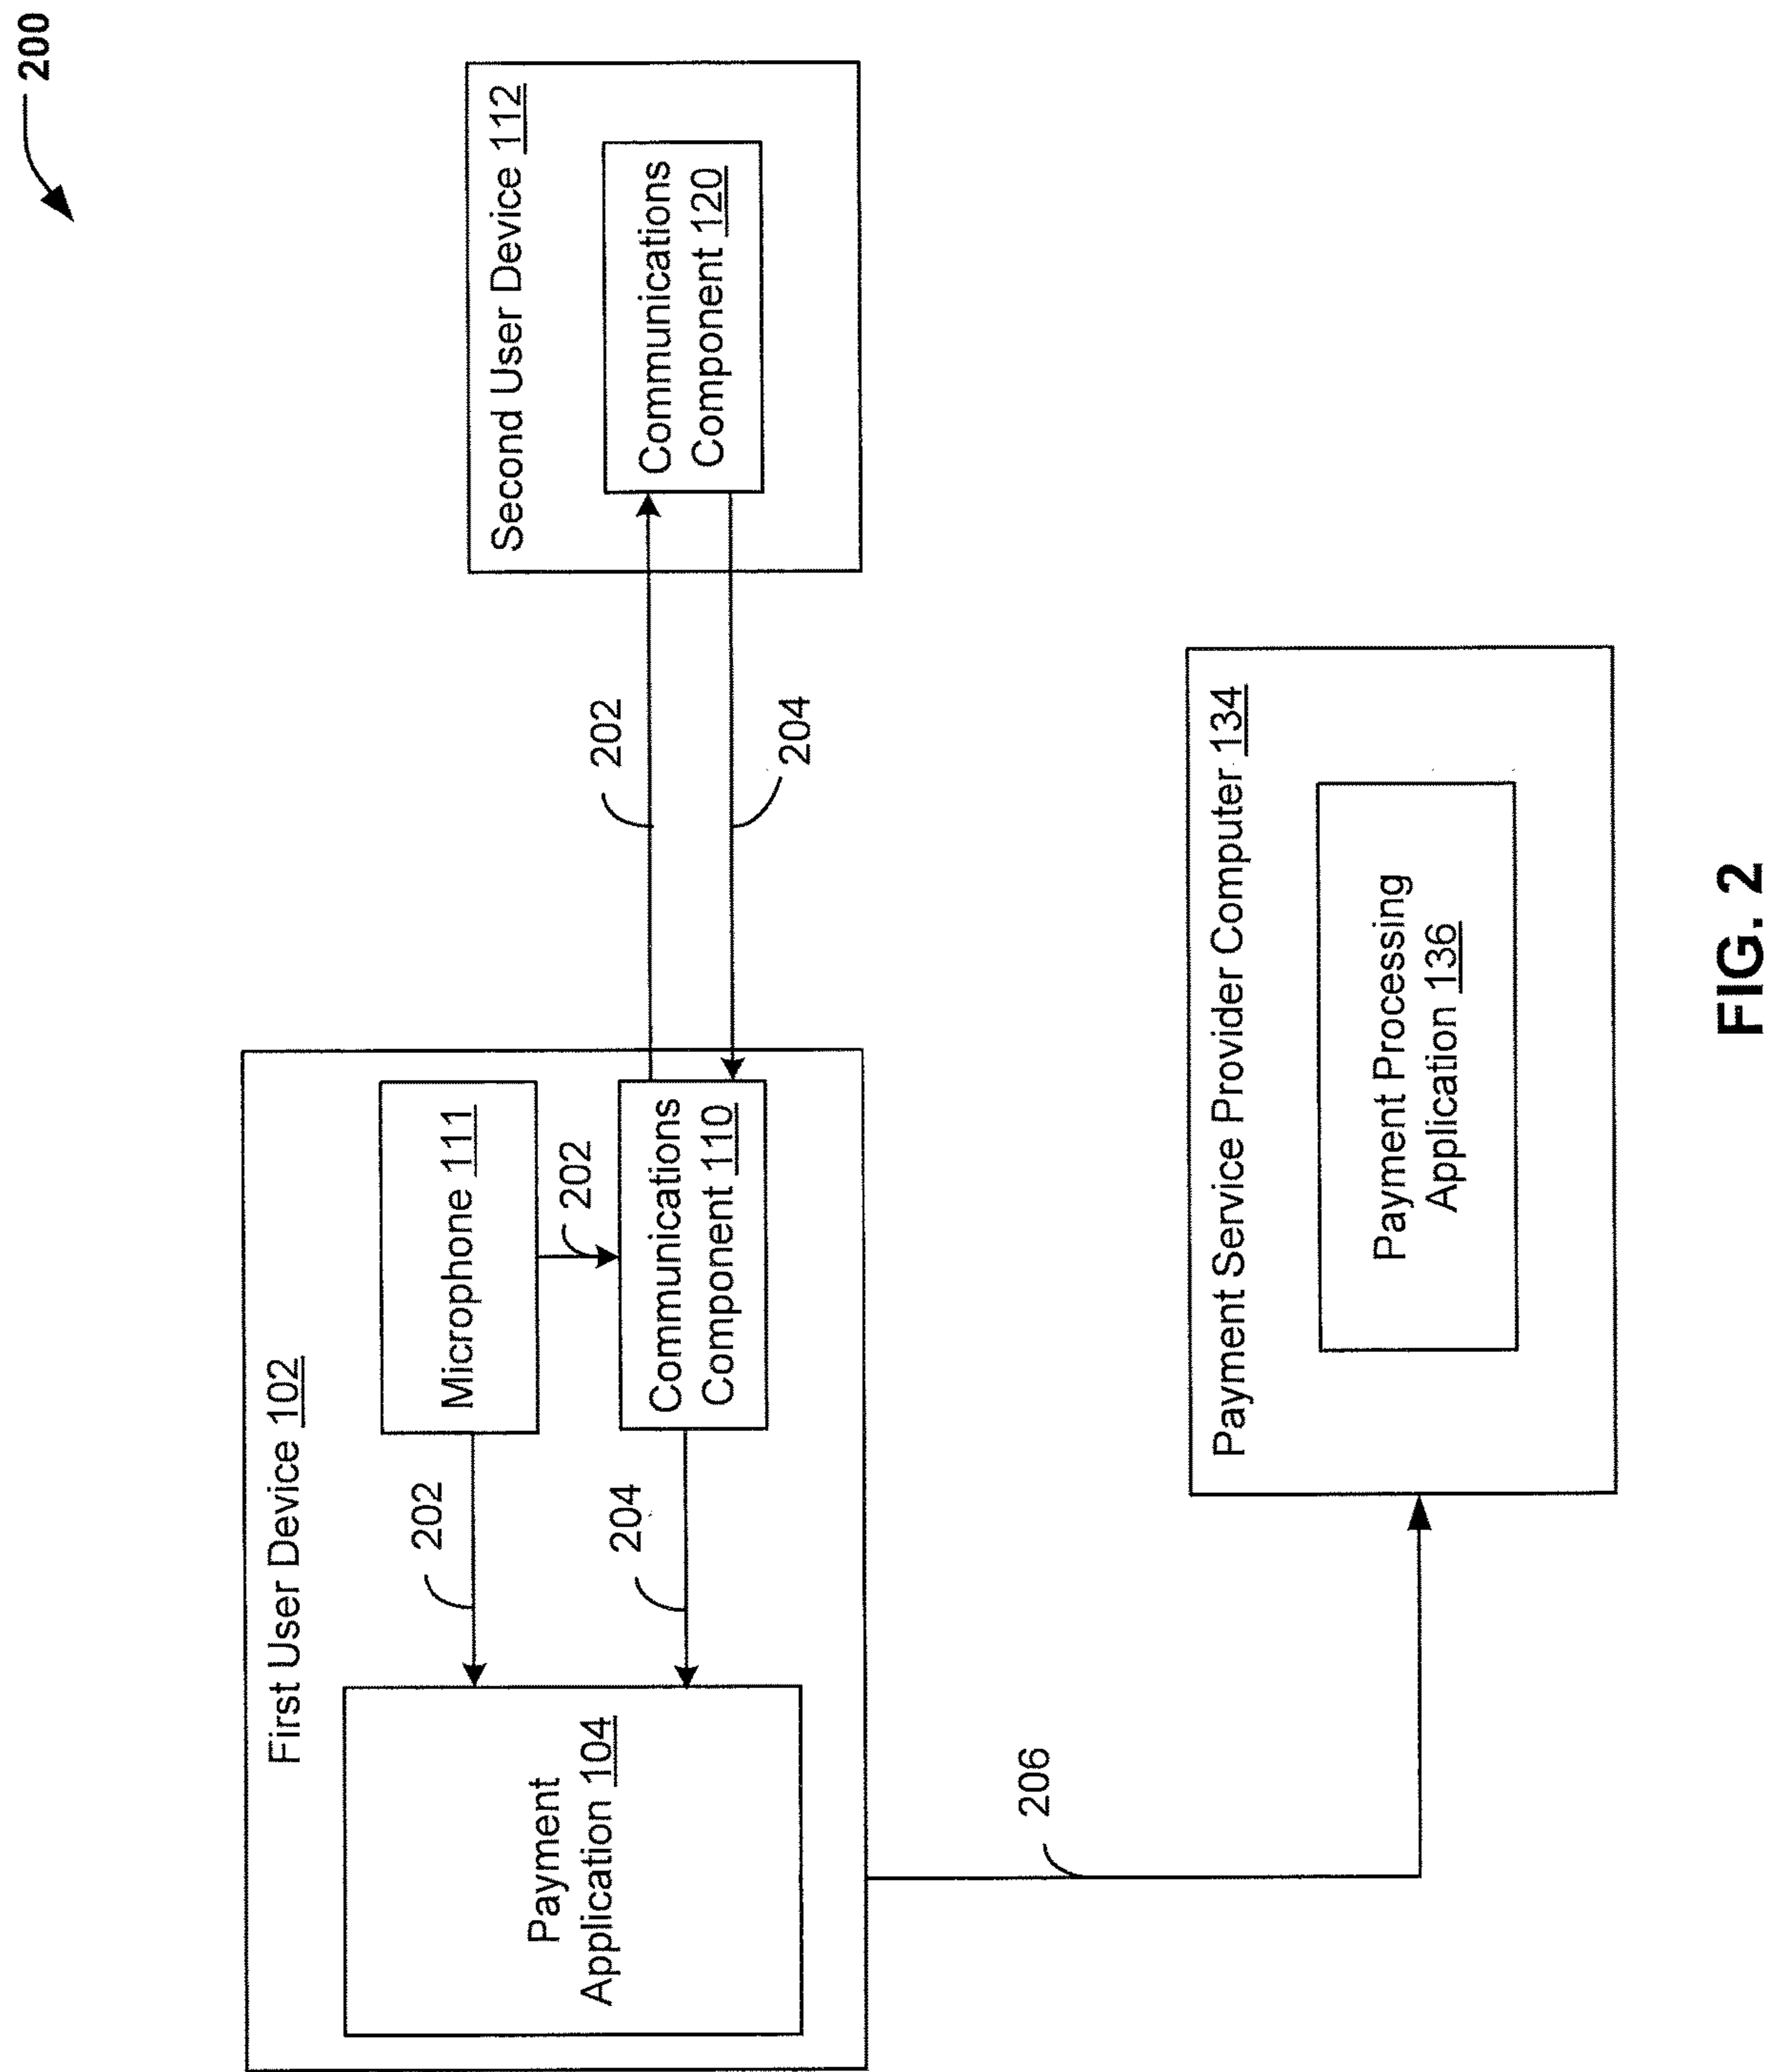 200
First User Device 102
Microphone 111
202
202
Payment
Application 104
204
Communications
Component 110
202
204
Second User Device 112
Communications
Component 120
206
Payment Service Provider Computer 134
Payment Processing
Application 136
FIG. 2